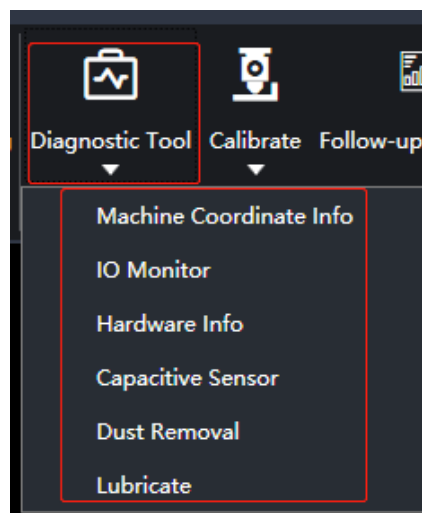 Diagnostic Tool Calibrate Follow-up
Machine Coordinate Info
IO Monitor
Hardware Info
Capacitive Sensor
Dust Removal
Lubricate